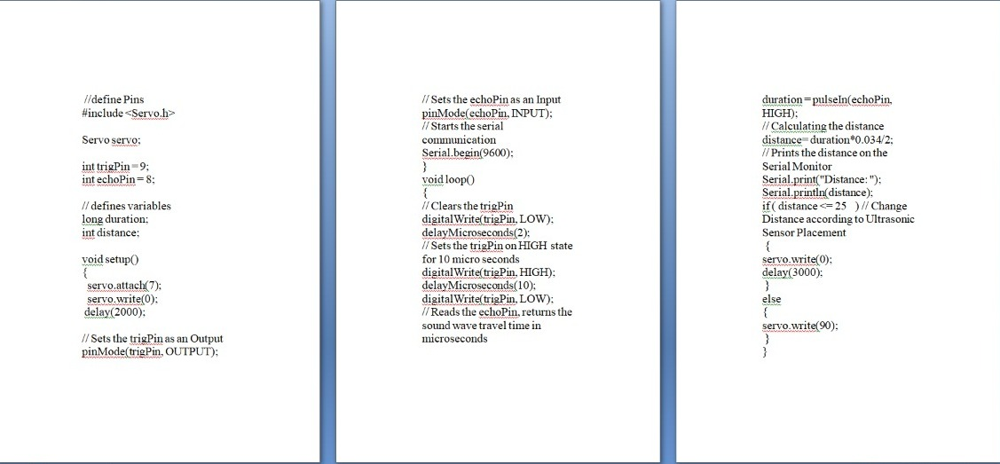 //define Pins
#include <Servo.h>
Servo servo;
int trigPin = 9;
int echoPin = 8;
// defines variables
long duration;
int distance;
void setup()
{
servo.attach(7);
servo.write(0);
delay(2000);
// Sets the trigPin as an Output
pinMode(trigPin, OUTPUT);
// Sets the echoPin as an Input
pinMode(echoPin, INPUT);
// Starts the serial
communication
Serial.begin(9600);
}
void loop()
{
// Clears the trigPin
digitalWrite(trigPin, LOW);
delayMicroseconds(2);
// Sets the trigPin on HIGH state
for 10 micro seconds
digitalWrite(trigPin, HIGH);
delayMicroseconds(10);
digitalWrite(trigPin, LOW);
// Reads the echoPin, returns the
sound wave travel time in
microseconds
duration = pulseIn(echoPin,
HIGH);
// Calculating the distance
distance= duration*0.034/2;
// Prints the distance on the
Serial Monitor
Serial.print("Distance: ");
Serial.println(distance);
if ( distance <= 25   ) // Change
Distance according to Ultrasonic
Sensor Placement
{
servo.write(0);
delay(3000);
}
else
{
servo.write(90);
}
}